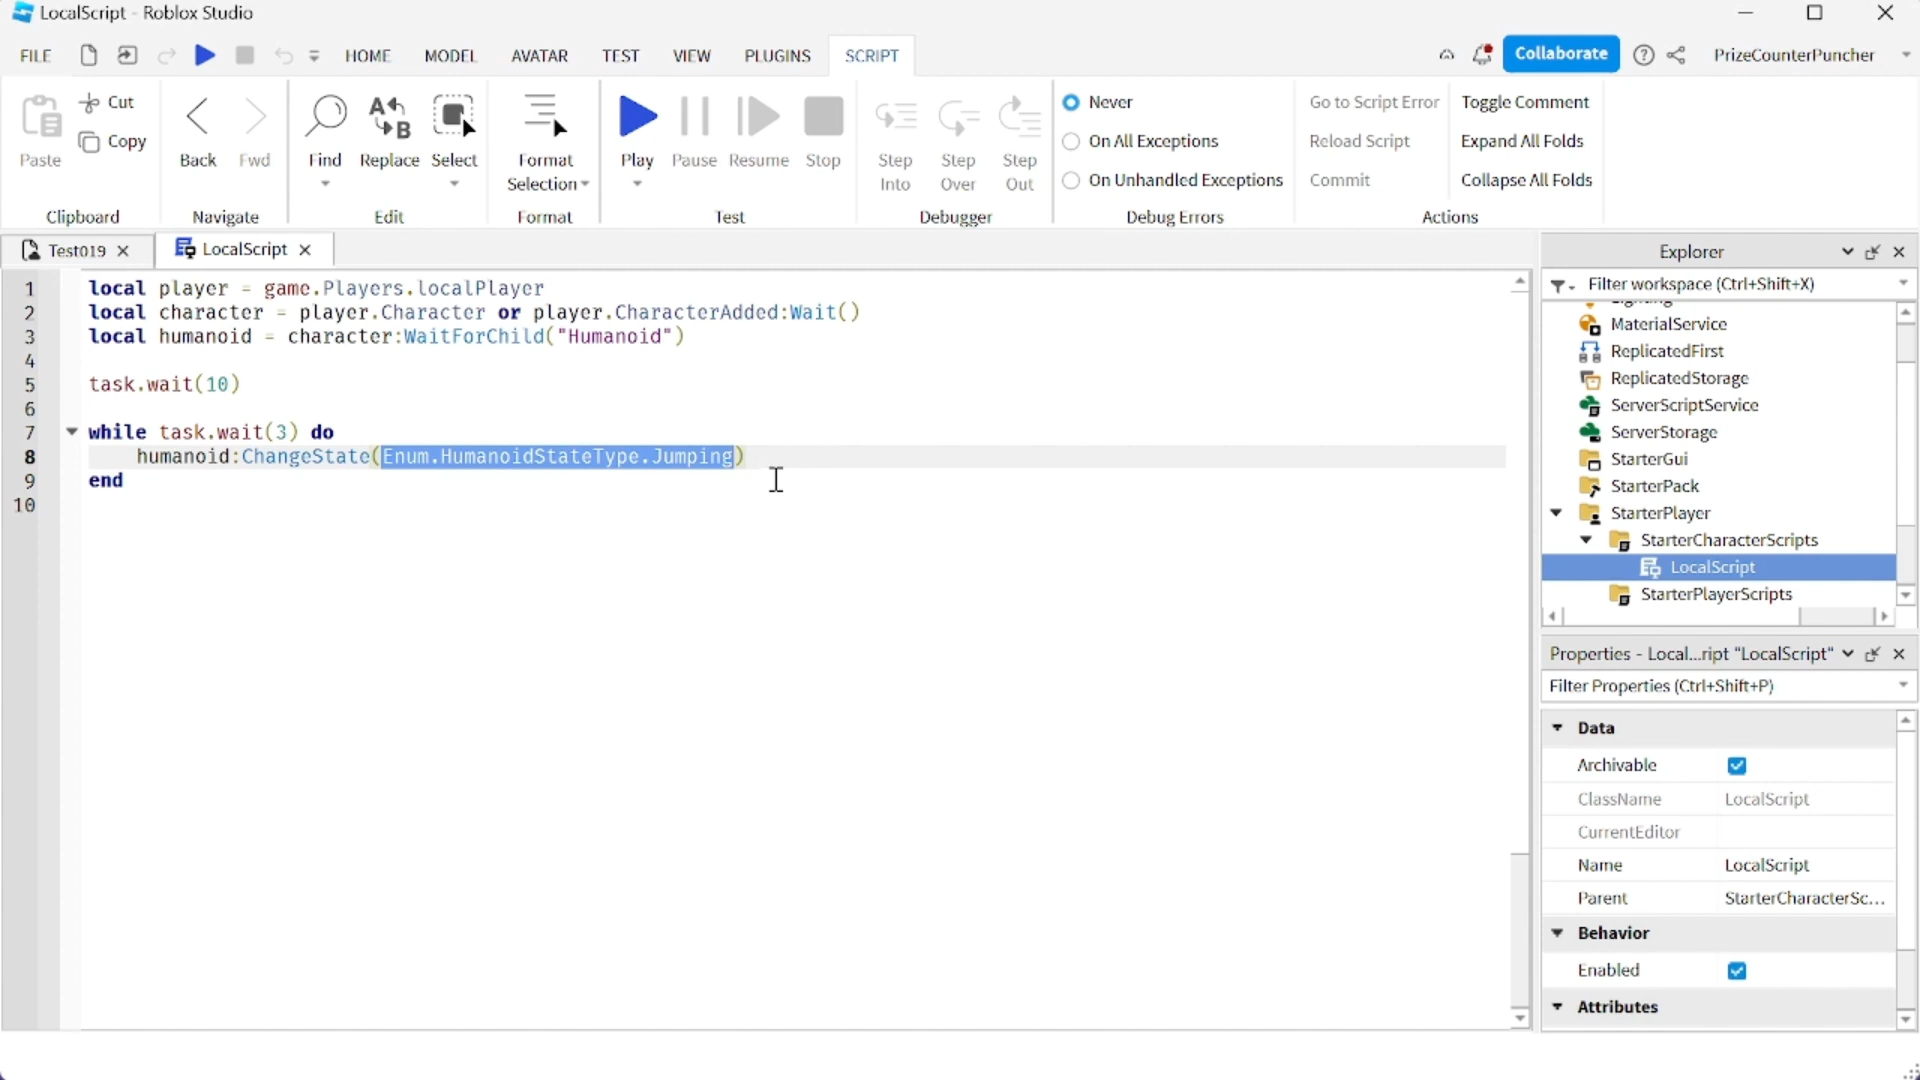 LocalScript - Roblox Studio
FILE HOME MODEL AVATAR TEST VIEW PLUGINS SCRIPT Collaborate PrizeCounterPuncher
Paste Cut Copy
Clipboard
Back Fwd
Navigate
Find Replace Select
Edit
Format Selection
Format
Play Pause Resume Stop
Test
Step Into Step Over Step Out
Debugger
Never
On All Exceptions
On Unhandled Exceptions
Debug Errors
Go to Script Error Toggle Comment
Reload Script Expand All Folds
Commit Collapse All Folds
Actions
Test019 LocalScript
1 local player = game.Players.localPlayer
2 local character = player.Character or player.CharacterAdded:Wait()
3 local humanoid = character:WaitForChild("Humanoid")
4
5 task.wait(10)
6
7 while task.wait(3) do
8 humanoid:ChangeState(Enum.HumanoidStateType.Jumping)
9 end
10
Explorer
Filter workspace (Ctrl+Shift+X)
Lighting
MaterialService
ReplicatedFirst
ReplicatedStorage
ServerScriptService
ServerStorage
StarterGui
StarterPack
StarterPlayer
StarterCharacterScripts
LocalScript
StarterPlayerScripts
Properties - Local...ript "LocalScript"
Filter Properties (Ctrl+Shift+P)
Data
Archivable
ClassName LocalScript
CurrentEditor
Name LocalScript
Parent StarterCharacterSc...
Behavior
Enabled
Attributes